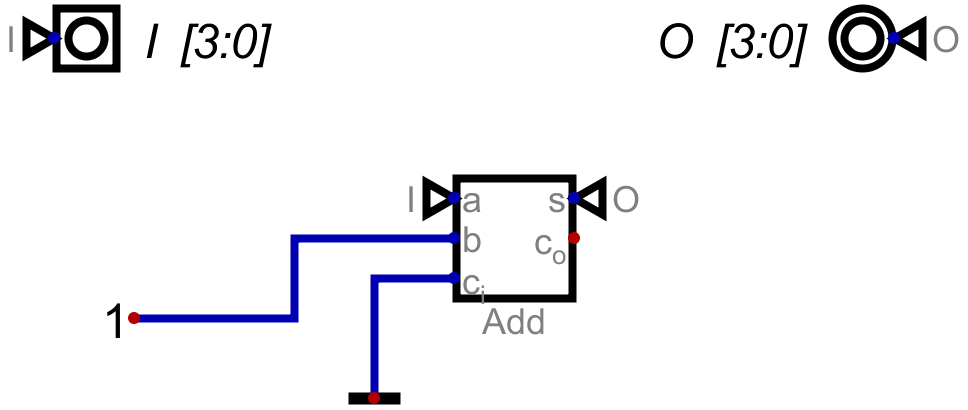 I I [3:0] O [3:0] O
I a s O
b cₒ
cᵢ
1 Add